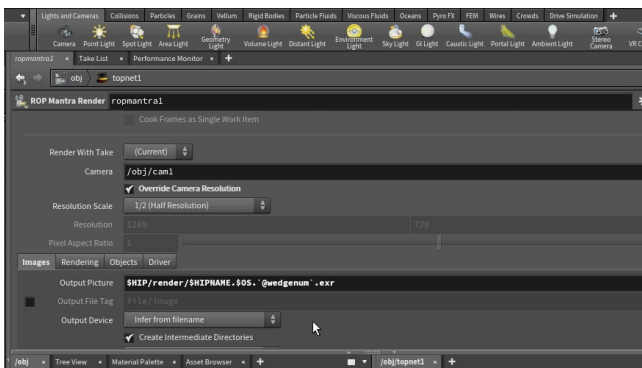 Lights and Cameras Collisions Particles Grains Vellum Rigid Bodies Particle Fluids Viscous Fluids Oceans Pyro FX FEM Wires Crowds Drive Simulation +
Camera Point Light Spot Light Area Light Geometry Light Volume Light Distant Light Environment Light Sky Light GI Light Caustic Light Portal Light Ambient Light Stereo Camera VR C
ropmantra1 × Take List × Performance Monitor × +
obj topnet1
ROP Mantra Render ropmantra1
Cook Frames as Single Work Item
Render With Take (Current)
Camera /obj/cam1
Override Camera Resolution
Resolution Scale 1/2 (Half Resolution)
Resolution 1280 720
Pixel Aspect Ratio 1
Images Rendering Objects Driver
Output Picture $HIP/render/$HIPNAME.$OS.`@wedgenum`.exr
Output File Tag file/image
Output Device Infer from filename
Create Intermediate Directories
/obj × Tree View × Material Palette × Asset Browser × + /obj/topnet1 × +